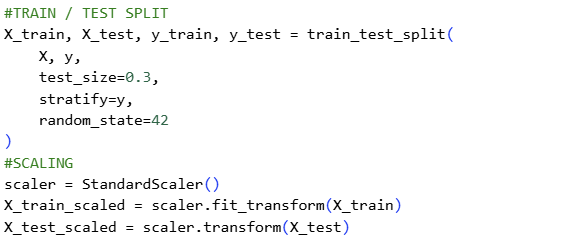 #TRAIN / TEST SPLIT
X_train, X_test, y_train, y_test = train_test_split(
    X, y,
    test_size=0.3,
    stratify=y,
    random_state=42
)
#SCALING
scaler = StandardScaler()
X_train_scaled = scaler.fit_transform(X_train)
X_test_scaled = scaler.transform(X_test)